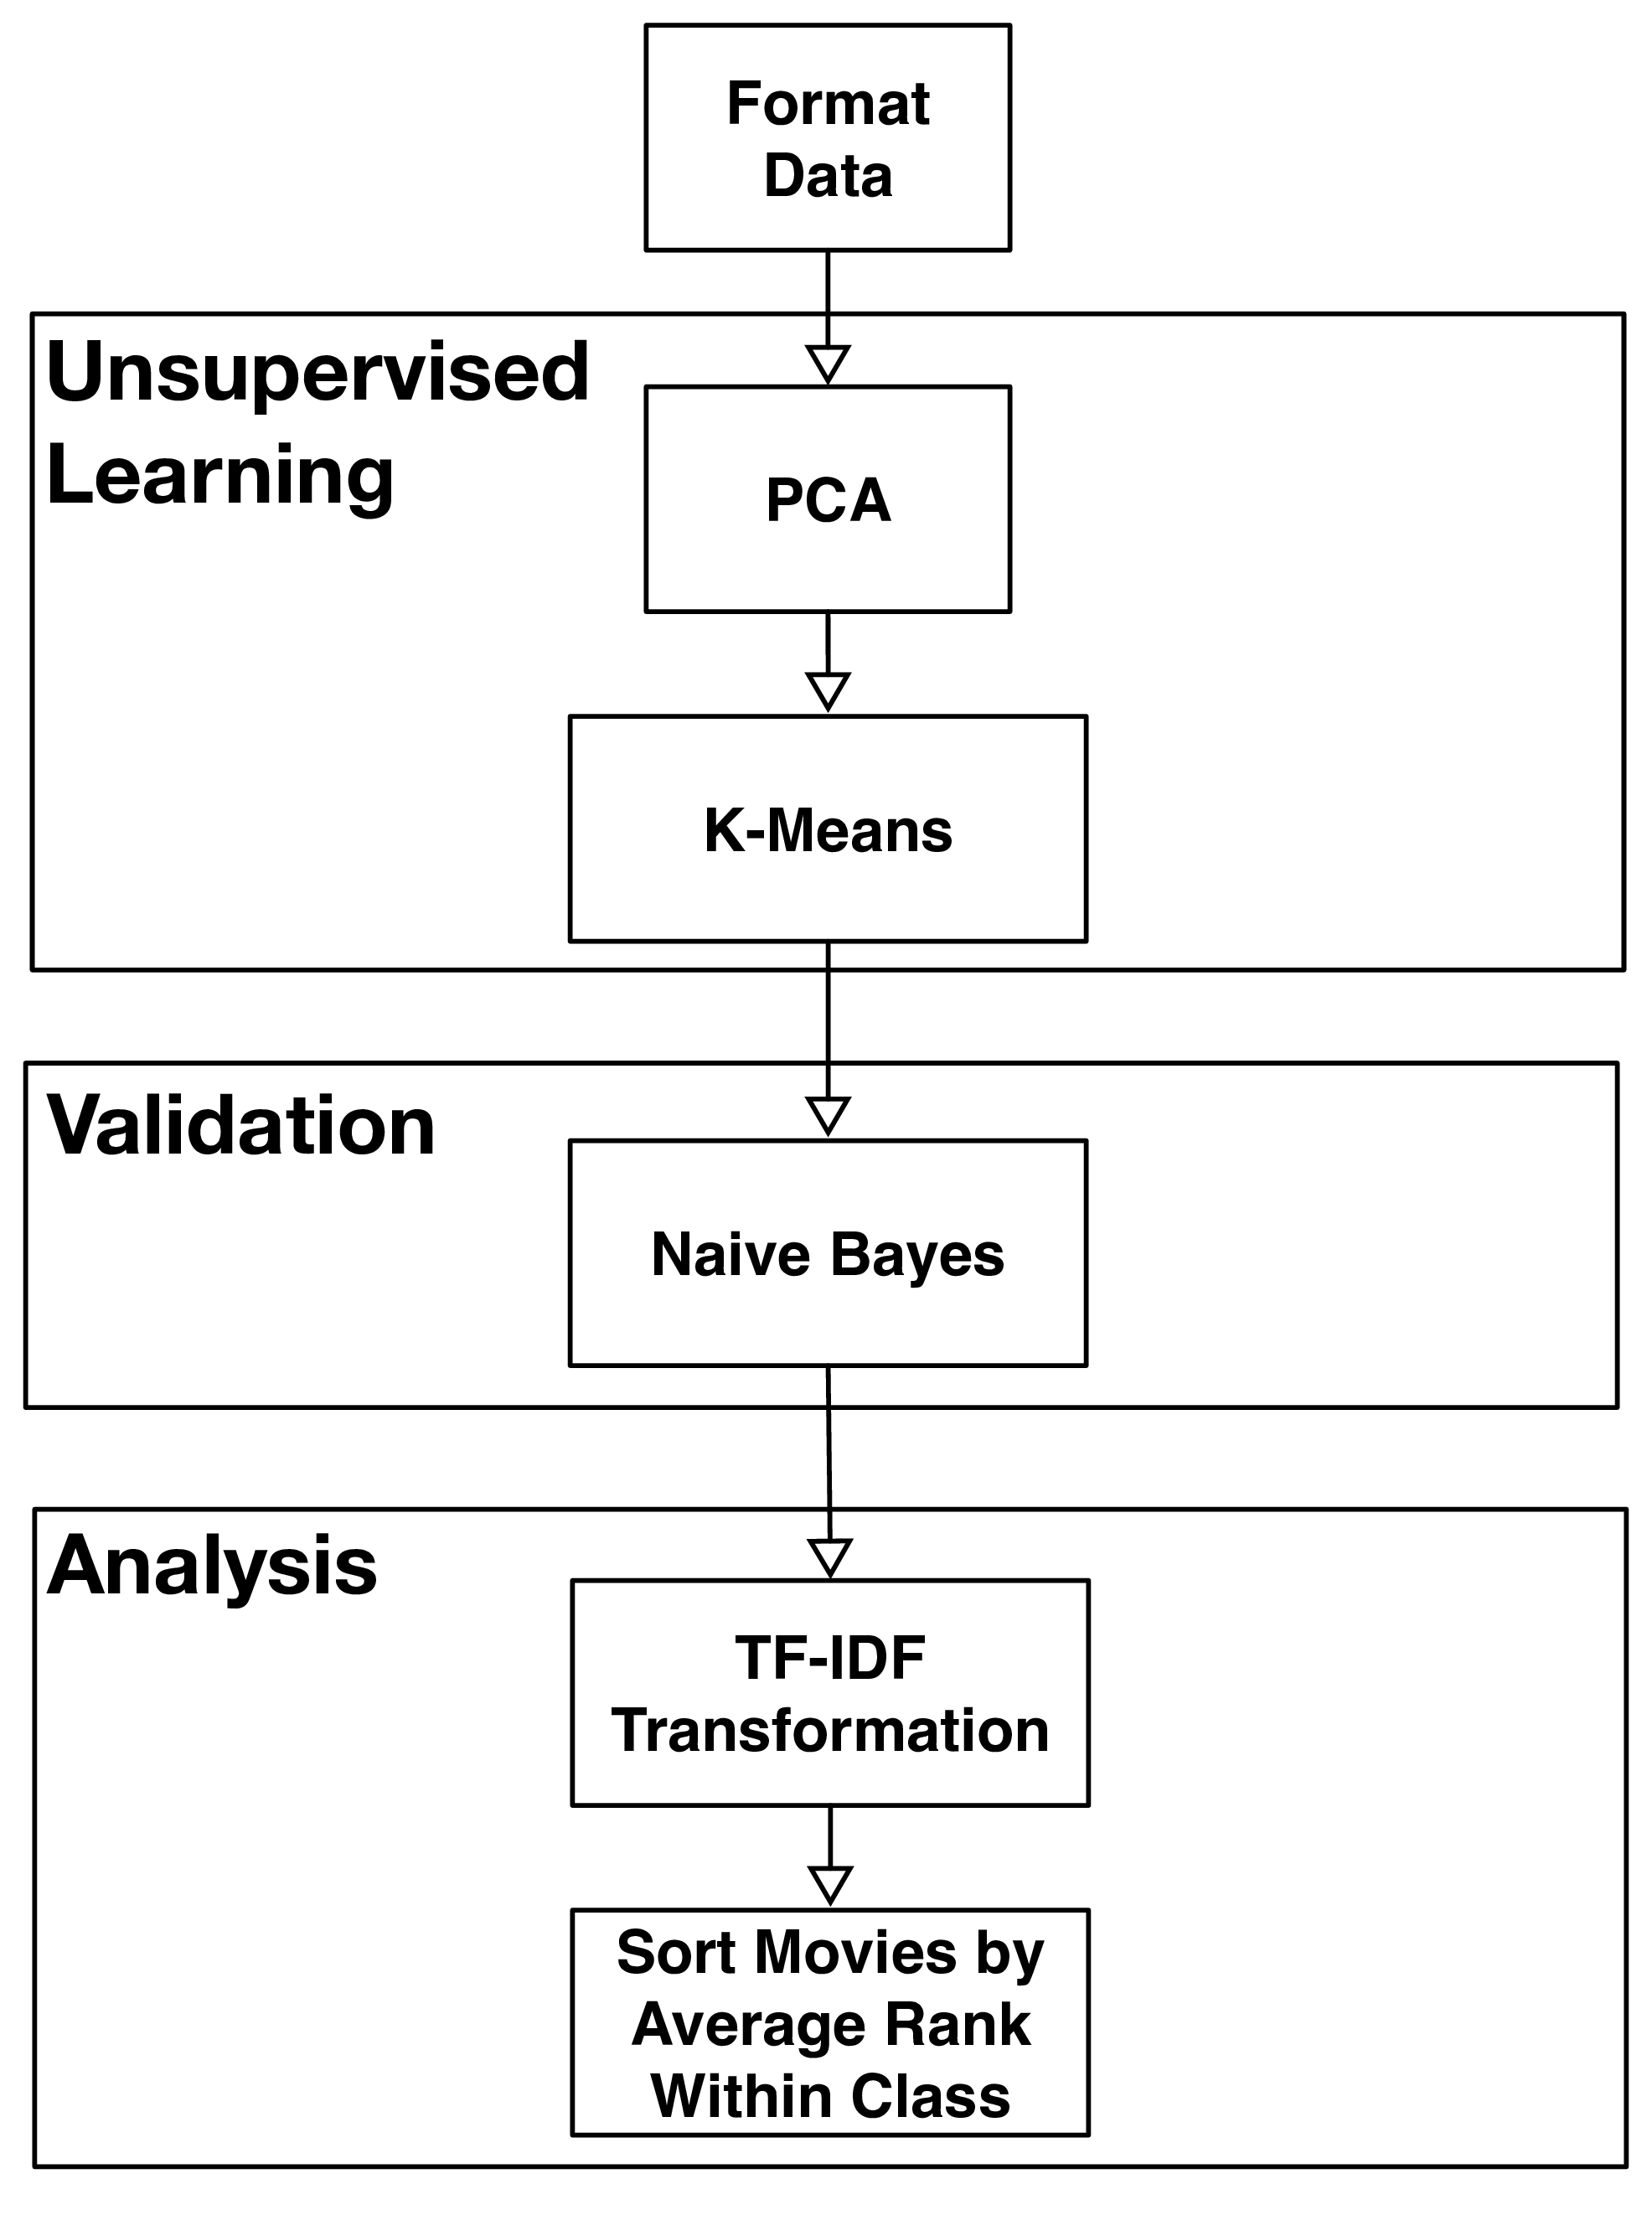 Format
Data
Unsupervised
Learning
PCA
K-Means
Validation
Naive Bayes
Analysis
TF-IDF
Transformation
Sort Movies by
Average Rank
Within Class